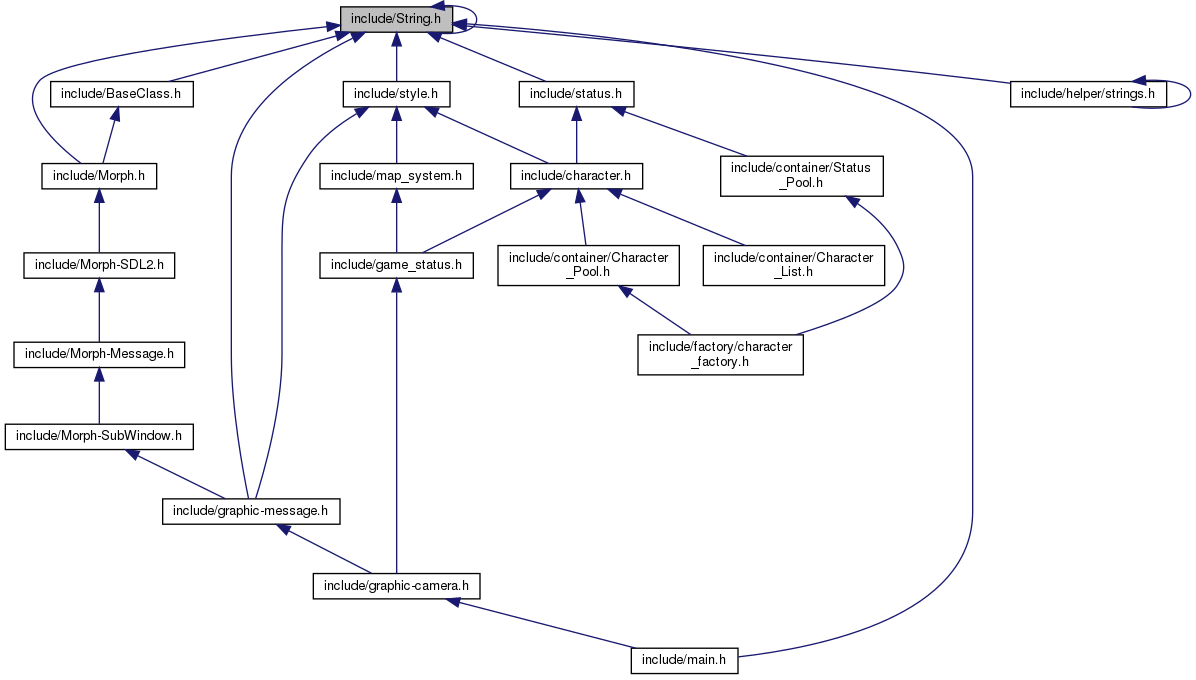 include/String.h
include/BaseClass.h
include/style.h
include/status.h
include/helper/strings.h
include/Morph.h
include/map_system.h
include/character.h
include/container/Status
_Pool.h
include/Morph-SDL2.h
include/game_status.h
include/container/Character
_Pool.h
include/container/Character
_List.h
include/Morph-Message.h
include/factory/character
_factory.h
include/Morph-SubWindow.h
include/graphic-message.h
include/graphic-camera.h
include/main.h